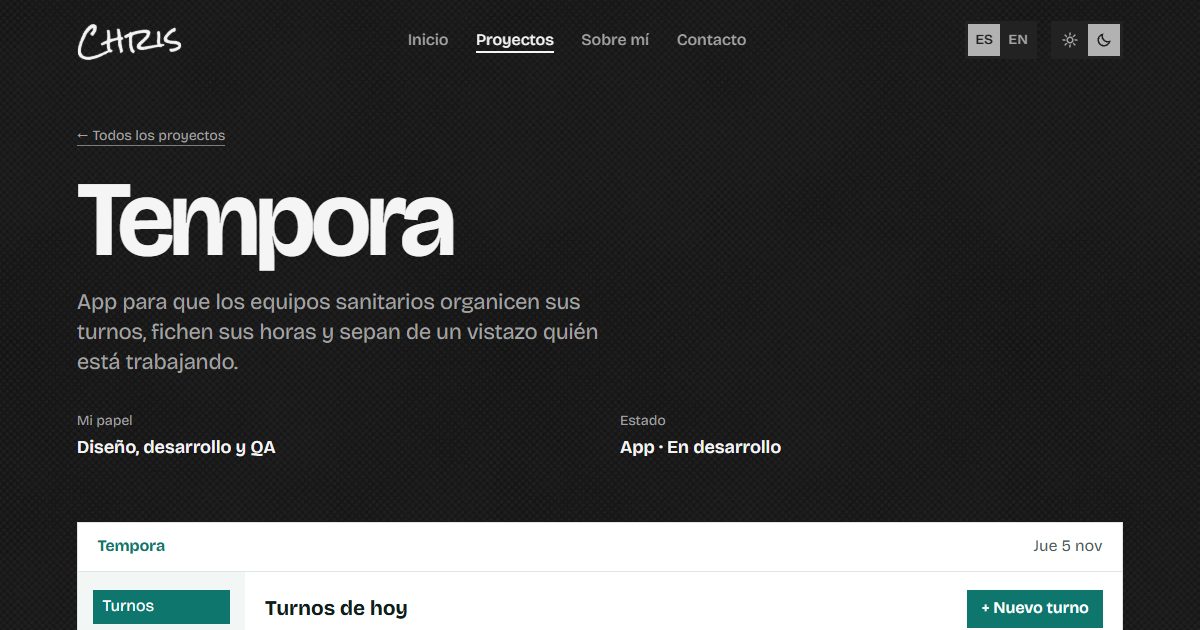 CHRIS
Inicio Proyectos Sobre mí Contacto
ES EN
← Todos los proyectos
Tempora
App para que los equipos sanitarios organicen sus
turnos, fichen sus horas y sepan de un vistazo quién
está trabajando.
Mi papel
Diseño, desarrollo y QA
Estado
App · En desarrollo
Tempora
Jue 5 nov
Turnos
Turnos de hoy
+ Nuevo turno